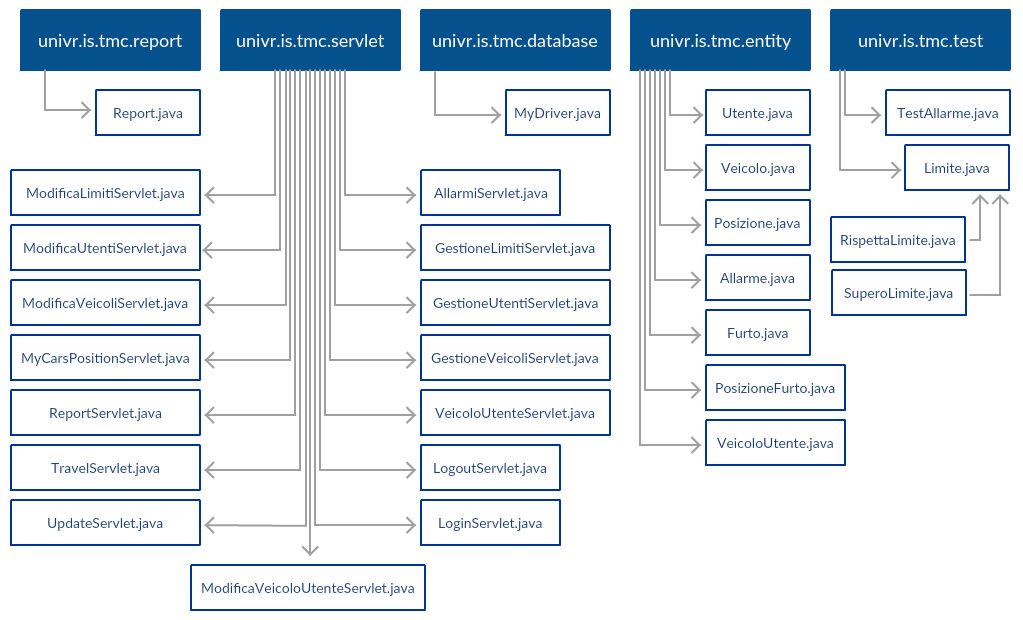 univr.is.tmc.report
univr.is.tmc.servlet
univr.is.tmc.database
univr.is.tmc.entity
univr.is.tmc.test
Report.java
MyDriver.java
Utente.java
TestAllarme.java
ModificaLimitiServlet.java
AllarmiServlet.java
Veicolo.java
Limite.java
ModificaUtentiServlet.java
GestioneLimitiServlet.java
Posizione.java
RispettaLimite.java
ModificaVeicoliServlet.java
GestioneUtentiServlet.java
Allarme.java
SuperoLimite.java
MyCarsPositionServlet.java
GestioneVeicoliServlet.java
Furto.java
ReportServlet.java
VeicoloUtenteServlet.java
PosizioneFurto.java
TravelServlet.java
LogoutServlet.java
VeicoloUtente.java
UpdateServlet.java
LoginServlet.java
ModificaVeicoloUtenteServlet.java